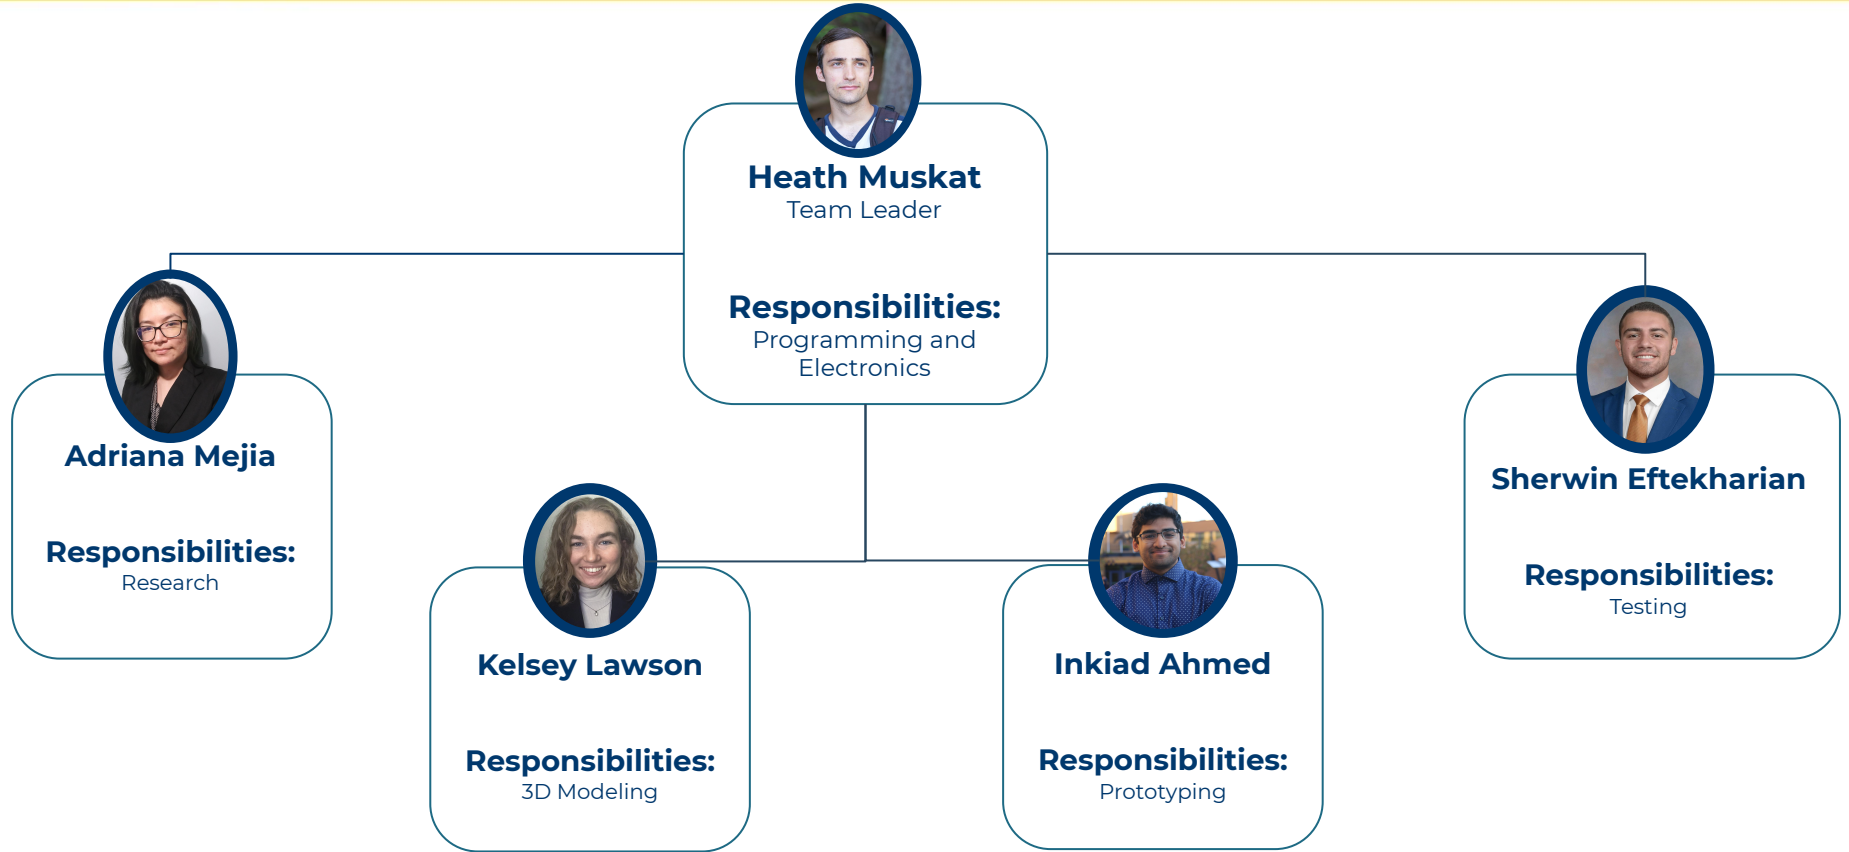 Heath Muskat
Team Leader
Responsibilities:
Programming and
Electronics
Adriana Mejia
Responsibilities:
Research
Kelsey Lawson
Responsibilities:
3D Modeling
Inkiad Ahmed
Responsibilities:
Prototyping
Sherwin Eftekharian
Responsibilities:
Testing